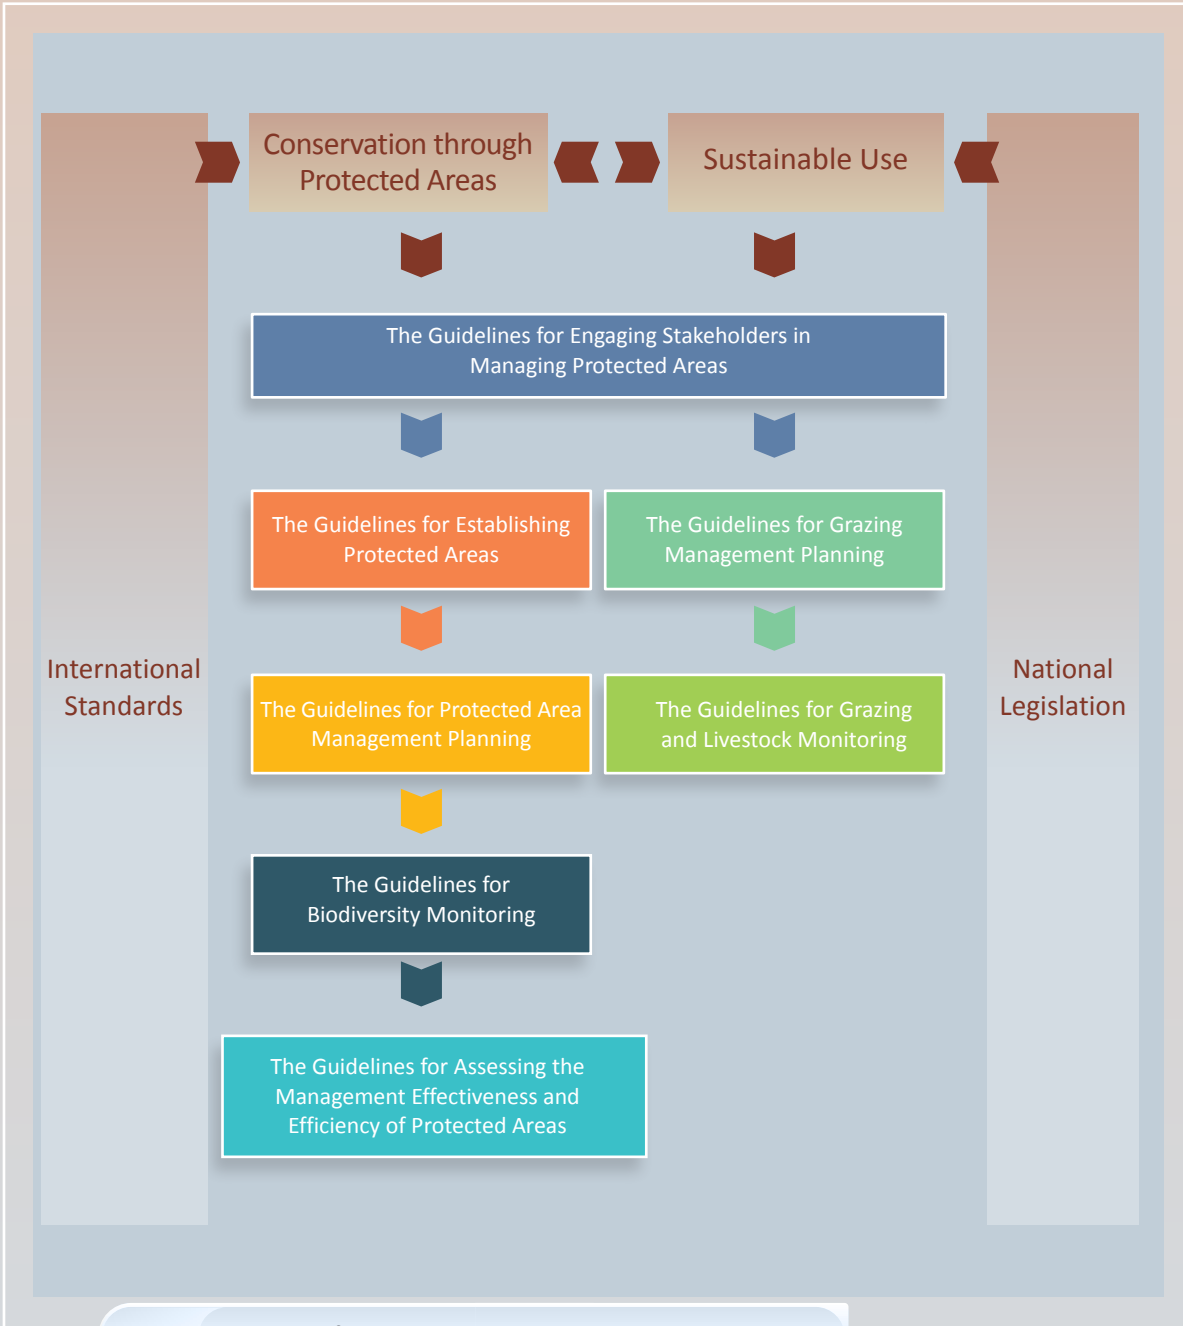 Conservation through
Protected Areas
Sustainable Use
The Guidelines for Engaging Stakeholders in
Managing Protected Areas
The Guidelines for Establishing
Protected Areas
The Guidelines for Grazing
Management Planning
International
Standards
National
Legislation
The Guidelines for Protected Area
Management Planning
The Guidelines for Grazing
and Livestock Monitoring
The Guidelines for
Biodiversity Monitoring
The Guidelines for Assessing the
Management Effectiveness and
Efficiency of Protected Areas